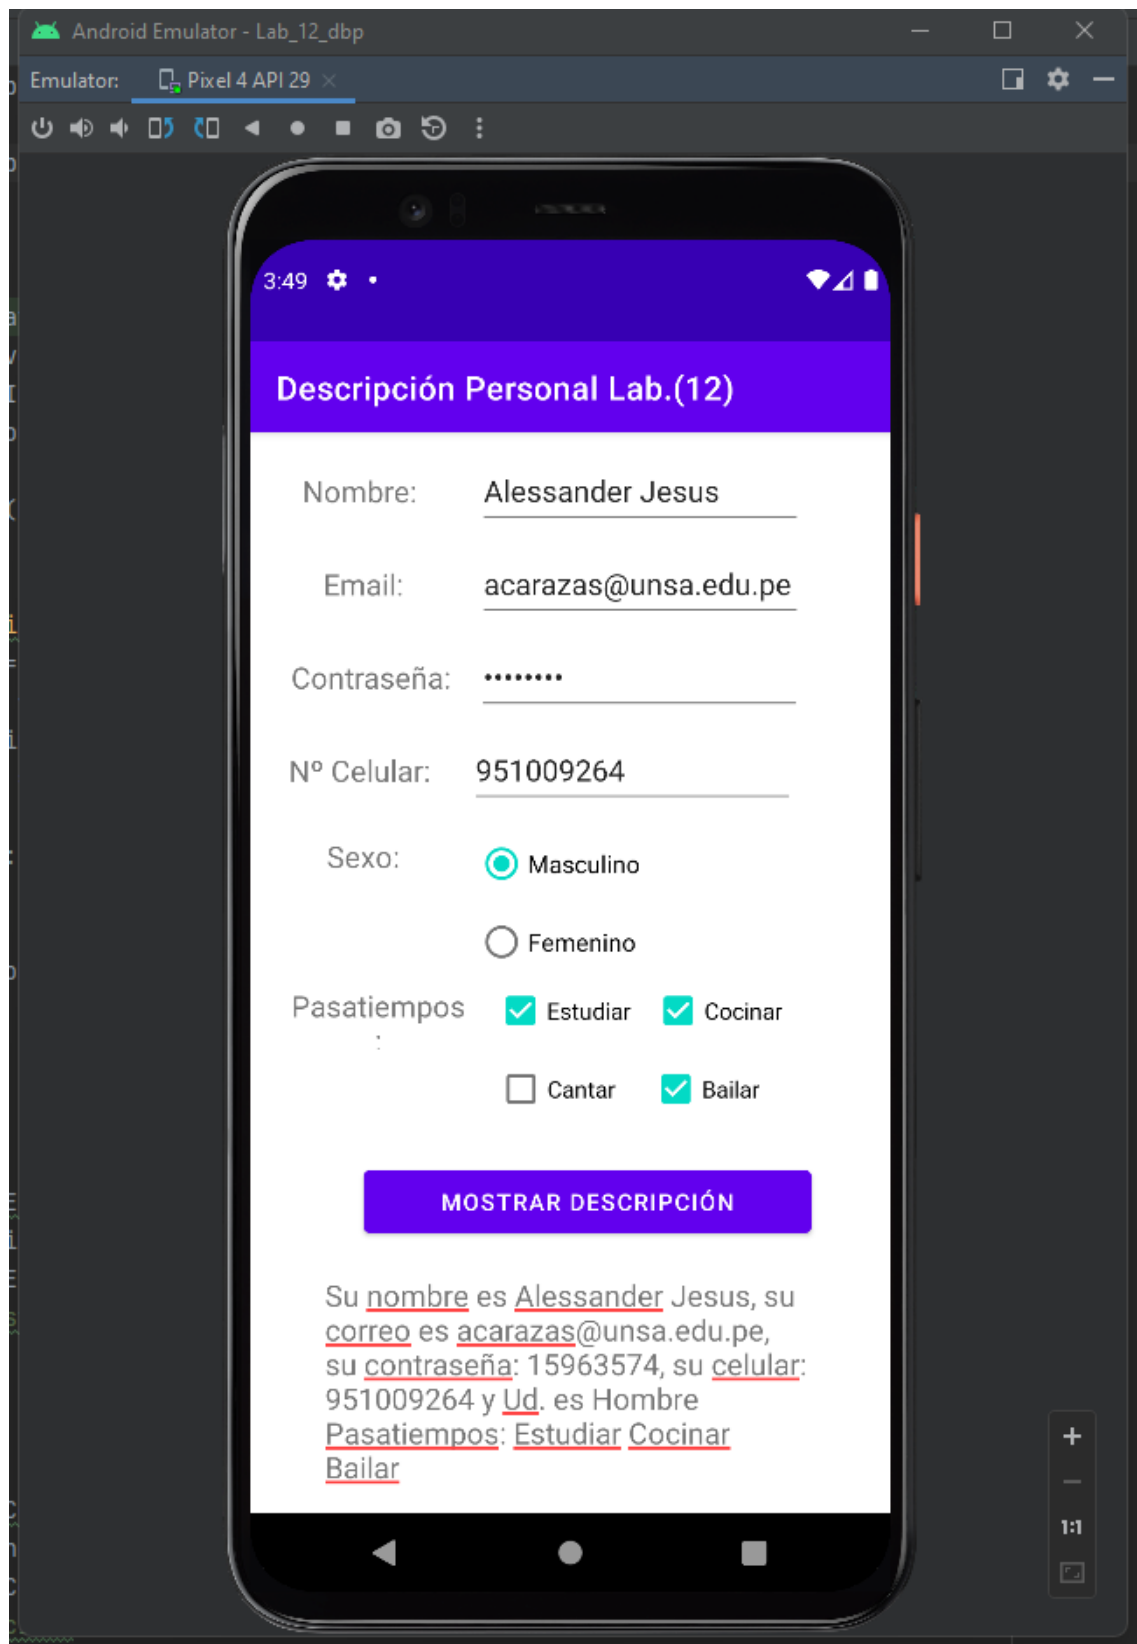 Android Emulator - Lab_12_dbp
Emulator: Pixel 4 API 29
3:49
Descripción Personal Lab.(12)
Nombre: Alessander Jesus
Email: acarazas@unsa.edu.pe
Contraseña: ••••••••
Nº Celular: 951009264
Sexo: Masculino
Femenino
Pasatiempos Estudiar Cocinar
:
Cantar Bailar
MOSTRAR DESCRIPCIÓN
Su nombre es Alessander Jesus, su
correo es acarazas@unsa.edu.pe,
su contraseña: 15963574, su celular:
951009264 y Ud. es Hombre
Pasatiempos: Estudiar Cocinar
Bailar
1:1